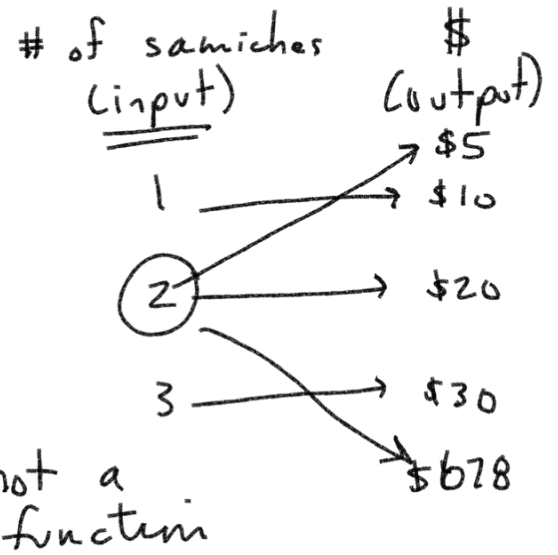 # of samiches $
(input) (output)
$5
1 $10
2 $20
3 $30
$678
not a
function